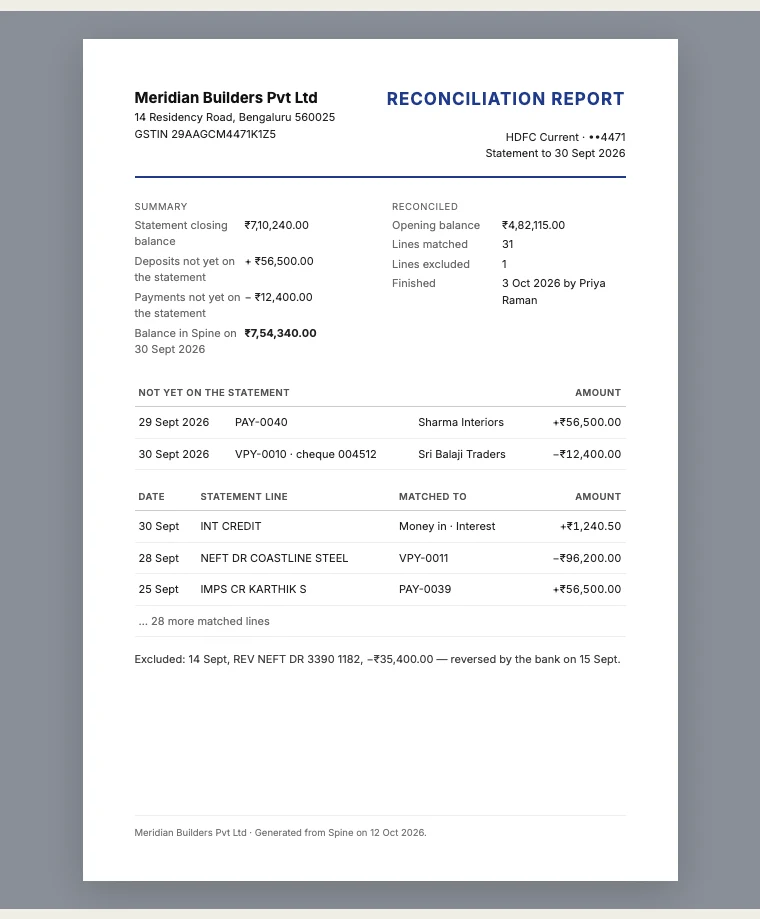 Meridian Builders Pvt Ltd
14 Residency Road, Bengaluru 560025
GSTIN 29AAGCM4471K1Z5
RECONCILIATION REPORT
HDFC Current · ••4471
Statement to 30 Sept 2026
SUMMARY
Statement closing balance ₹7,10,240.00
Deposits not yet on the statement + ₹56,500.00
Payments not yet on the statement − ₹12,400.00
Balance in Spine on 30 Sept 2026 ₹7,54,340.00
RECONCILED
Opening balance ₹4,82,115.00
Lines matched 31
Lines excluded 1
Finished 3 Oct 2026 by Priya Raman
NOT YET ON THE STATEMENT AMOUNT
29 Sept 2026 PAY-0040 Sharma Interiors +₹56,500.00
30 Sept 2026 VPY-0010 · cheque 004512 Sri Balaji Traders −₹12,400.00
DATE STATEMENT LINE MATCHED TO AMOUNT
30 Sept INT CREDIT Money in · Interest +₹1,240.50
28 Sept NEFT DR COASTLINE STEEL VPY-0011 −₹96,200.00
25 Sept IMPS CR KARTHIK S PAY-0039 +₹56,500.00
… 28 more matched lines
Excluded: 14 Sept, REV NEFT DR 3390 1182, −₹35,400.00 — reversed by the bank on 15 Sept.
Meridian Builders Pvt Ltd · Generated from Spine on 12 Oct 2026.